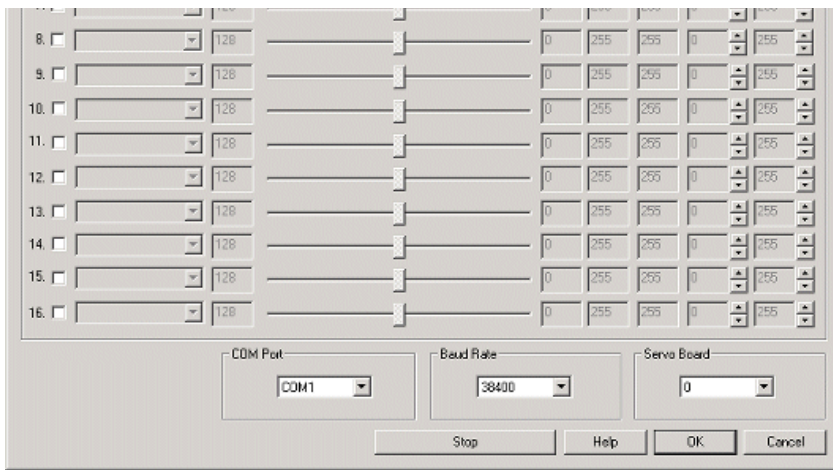 8. 128 0 255 255 0 255
9. 128 0 255 255 0 255
10. 128 0 255 255 0 255
11. 128 0 255 255 0 255
12. 128 0 255 255 0 255
13. 128 0 255 255 0 255
14. 128 0 255 255 0 255
15. 128 0 255 255 0 255
16. 128 0 255 255 0 255
COM Port Baud Rate Servo Board
COM1 38400 0
Stop Help OK Cancel